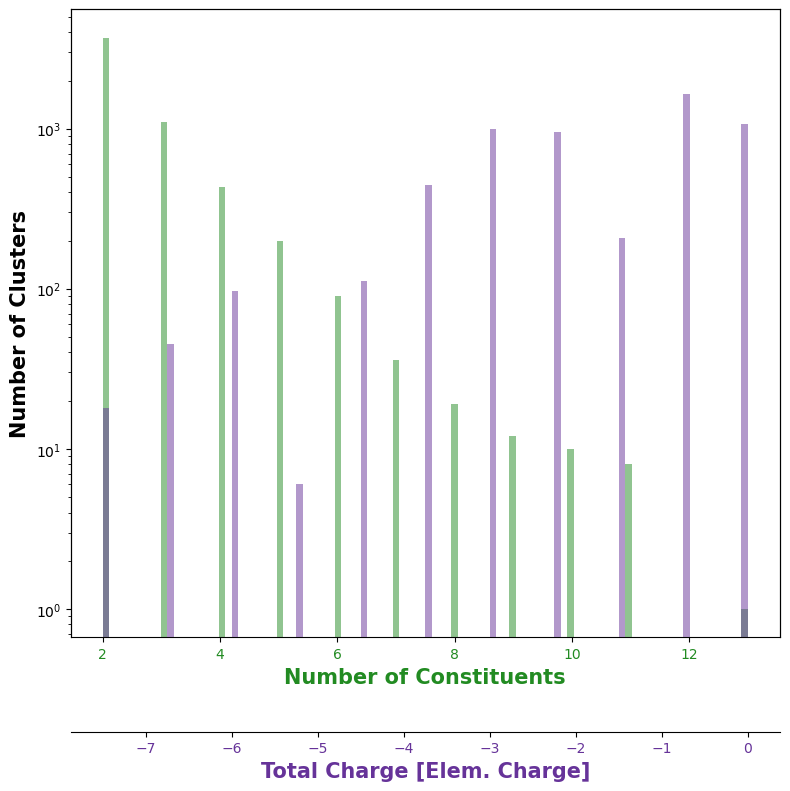 10³
10²
10¹
10⁰
Number of Clusters
2 4 6 8 10 12
Number of Constituents
−7 −6 −5 −4 −3 −2 −1 0
Total Charge [Elem. Charge]